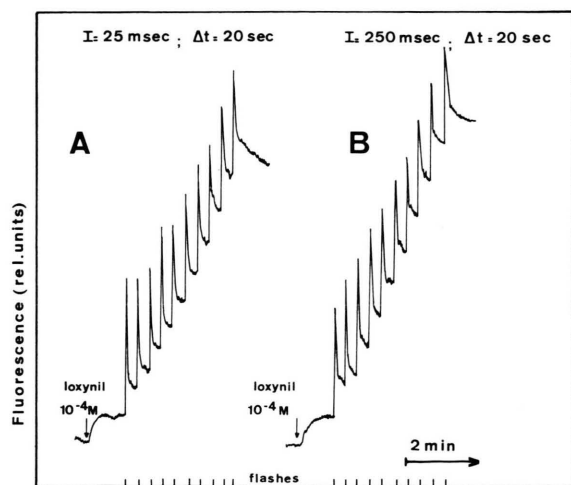 I = 25 msec ; Δt = 20 sec
I = 250 msec ; Δt = 20 sec
A
B
Fluorescence (rel.units)
Ioxynil
10⁻⁴M
Ioxynil
10⁻⁴M
2 min
flashes